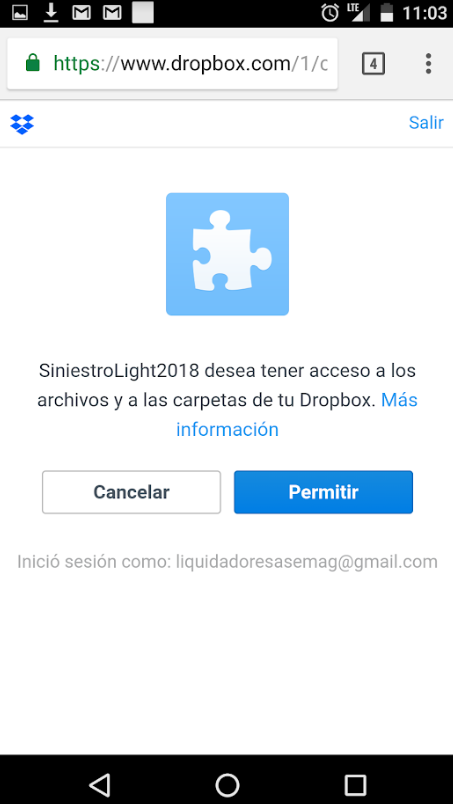 LTE 11:03
https://www.dropbox.com/1/c
4
Salir
SiniestroLight2018 desea tener acceso a los
archivos y a las carpetas de tu Dropbox. Más
información
Cancelar Permitir
Inició sesión como: liquidadoresasemag@gmail.com